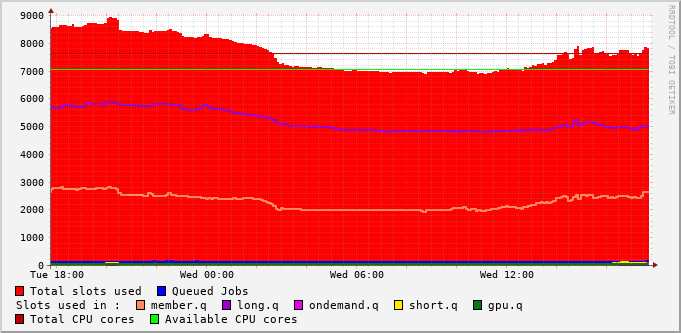 9000
8000
7000
6000
5000
4000
3000
2000
1000
0
Tue 18:00 Wed 00:00 Wed 06:00 Wed 12:00
Total slots used Queued Jobs
Slots used in : member.q long.q ondemand.q short.q gpu.q
Total CPU cores Available CPU cores
RRDTOOL / TOBI OETIKER